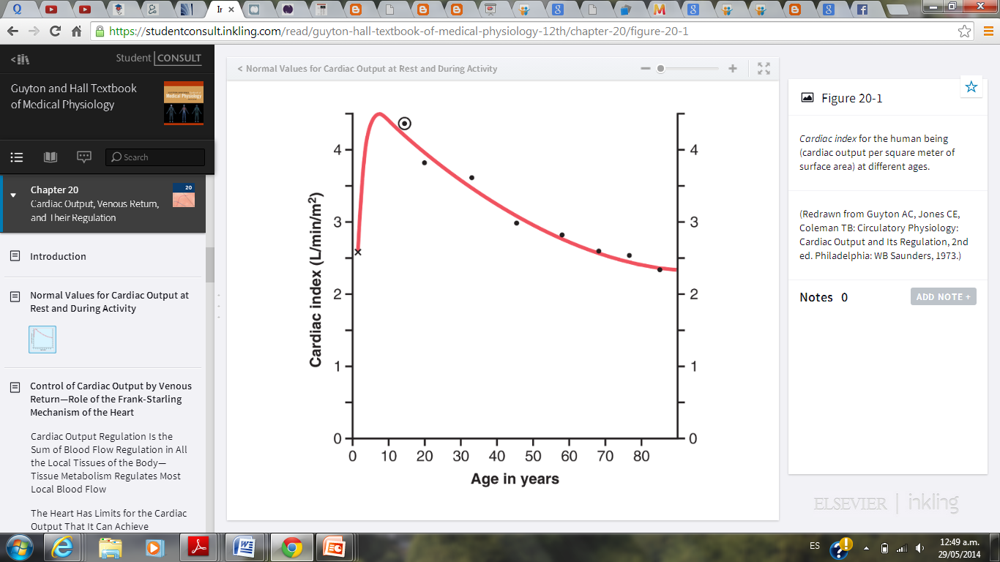 Ir
https://studentconsult.inkling.com/read/guyton-hall-textbook-of-medical-physiology-12th/chapter-20/figure-20-1
Student CONSULT
Guyton and Hall Textbook
of Medical Physiology
Medical Physiology
Search
Chapter 20
Cardiac Output, Venous Return,
and Their Regulation
20
Introduction
Normal Values for Cardiac Output at
Rest and During Activity
Control of Cardiac Output by Venous
Return—Role of the Frank-Starling
Mechanism of the Heart
Cardiac Output Regulation Is the
Sum of Blood Flow Regulation in All
the Local Tissues of the Body—
Tissue Metabolism Regulates Most
Local Blood Flow
The Heart Has Limits for the Cardiac
Output That It Can Achieve
< Normal Values for Cardiac Output at Rest and During Activity
Cardiac index (L/min/m²)
4
3
2
1
0
4
3
2
1
0
0 10 20 30 40 50 60 70 80
Age in years
Figure 20-1
Cardiac index for the human being
(cardiac output per square meter of
surface area) at different ages.
(Redrawn from Guyton AC, Jones CE,
Coleman TB: Circulatory Physiology:
Cardiac Output and Its Regulation, 2nd
ed. Philadelphia: WB Saunders, 1973.)
Notes 0
ADD NOTE +
ELSEVIER | inkling
ES
12:49 a.m.
29/05/2014